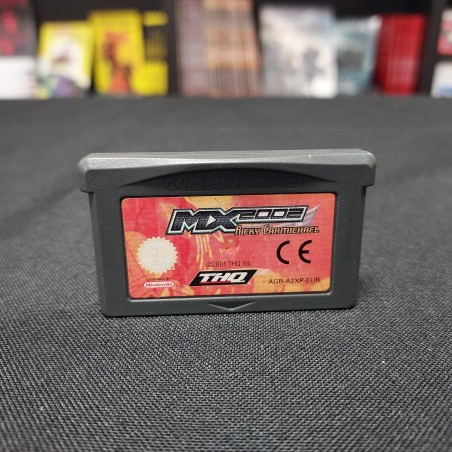 MX2002
RICKY CARMICHAEL
©2001 THQ Inc.
CE
THQ
Nintendo
AGB-A2XP-EUR